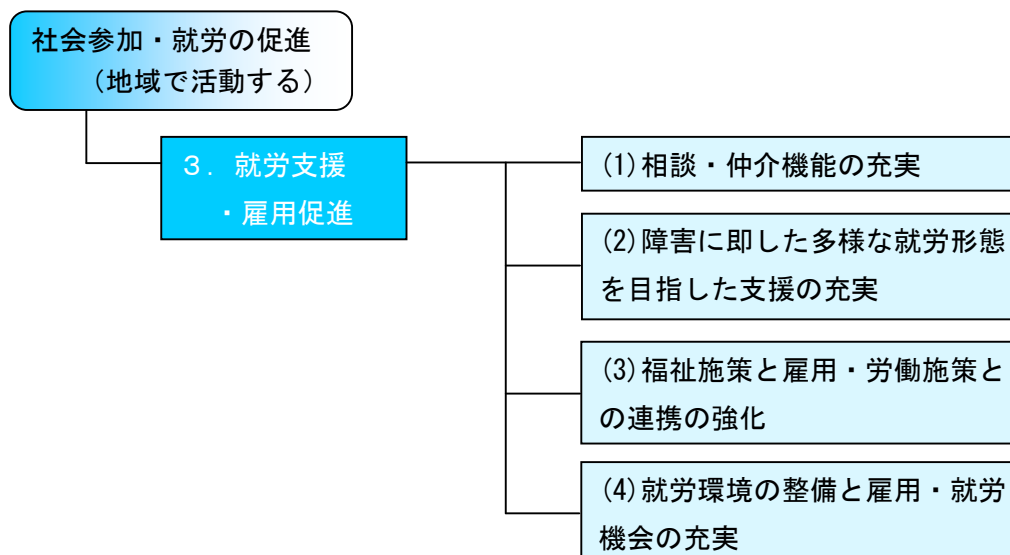 社会参加・就労の促進
（地域で活動する）
３．就労支援
・雇用促進
(1)相談・仲介機能の充実
(2)障害に即した多様な就労形態
を目指した支援の充実
(3)福祉施策と雇用・労働施策と
の連携の強化
(4)就労環境の整備と雇用・就労
機会の充実